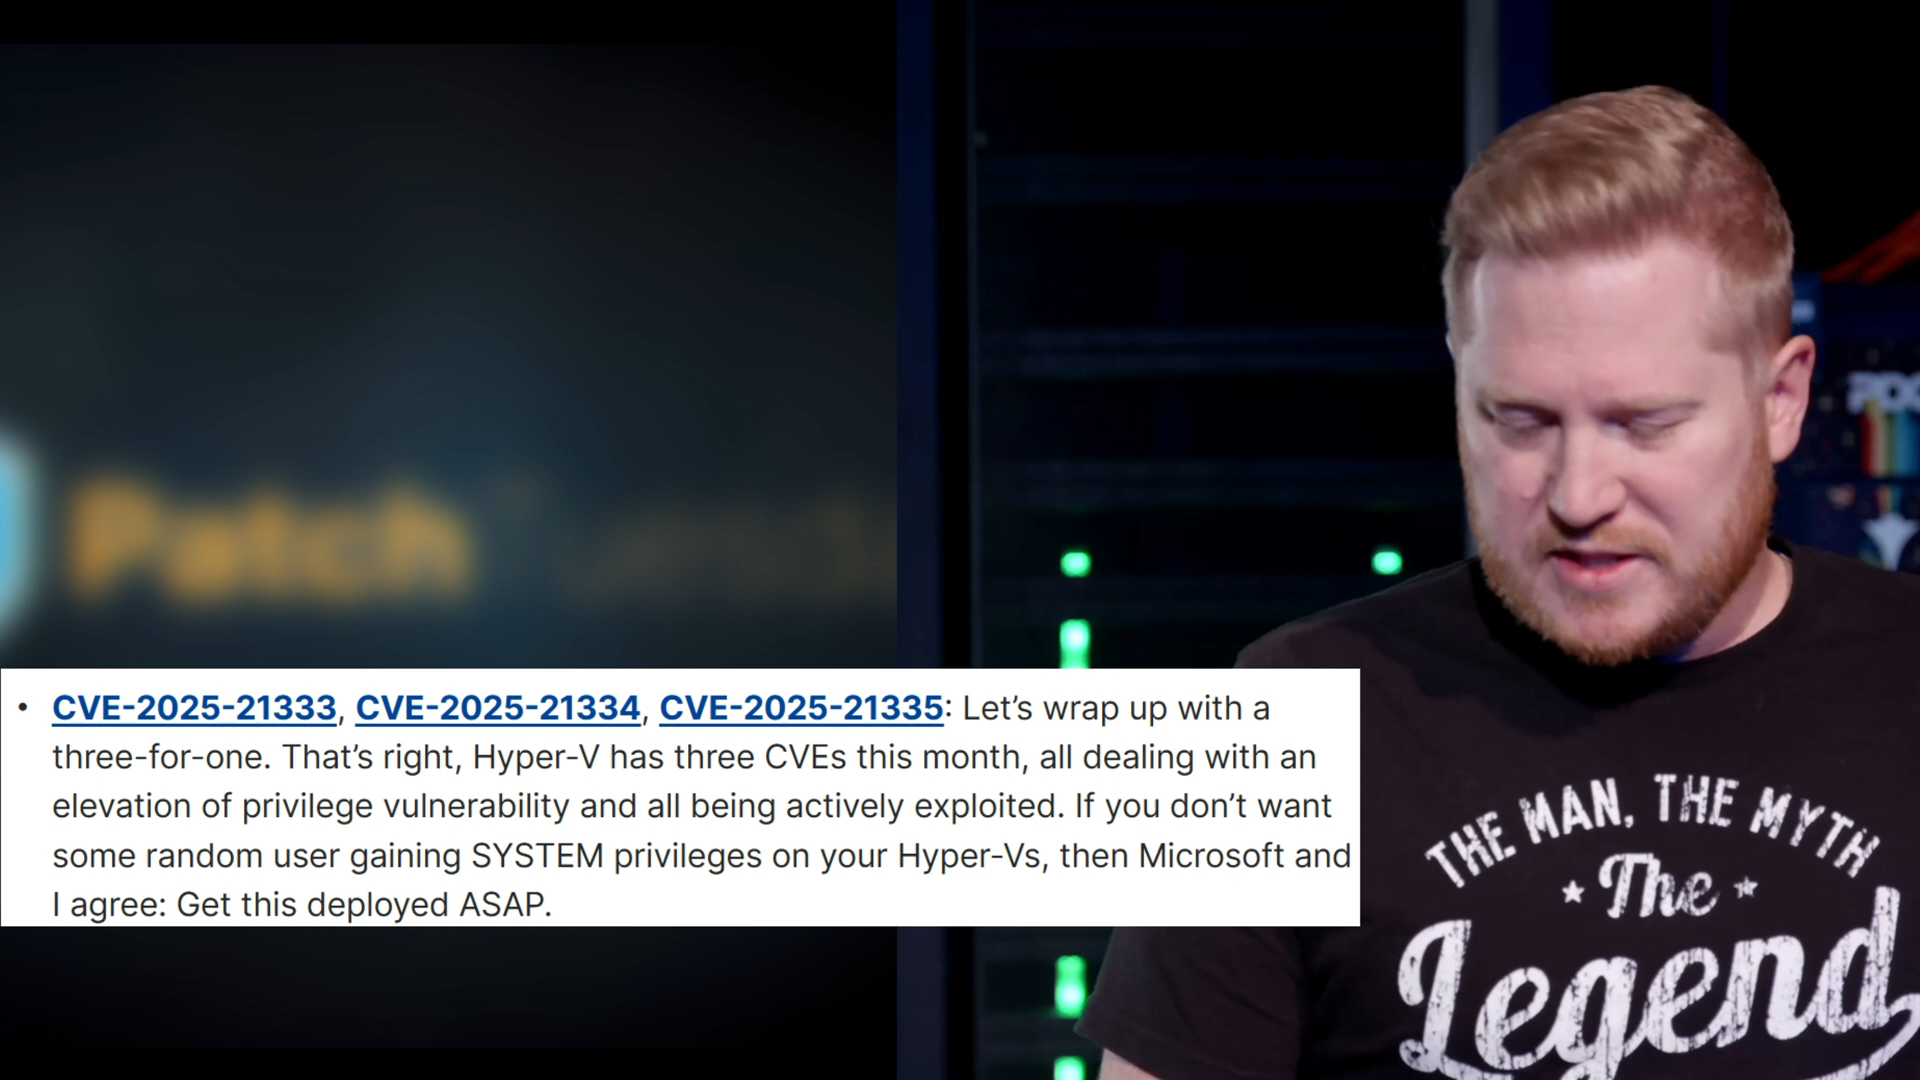 Patch
• CVE-2025-21333, CVE-2025-21334, CVE-2025-21335: Let’s wrap up with a
three-for-one. That’s right, Hyper-V has three CVEs this month, all dealing with an
elevation of privilege vulnerability and all being actively exploited. If you don’t want
some random user gaining SYSTEM privileges on your Hyper-Vs, then Microsoft and
I agree: Get this deployed ASAP.
THE MAN, THE MYTH
The
Legend